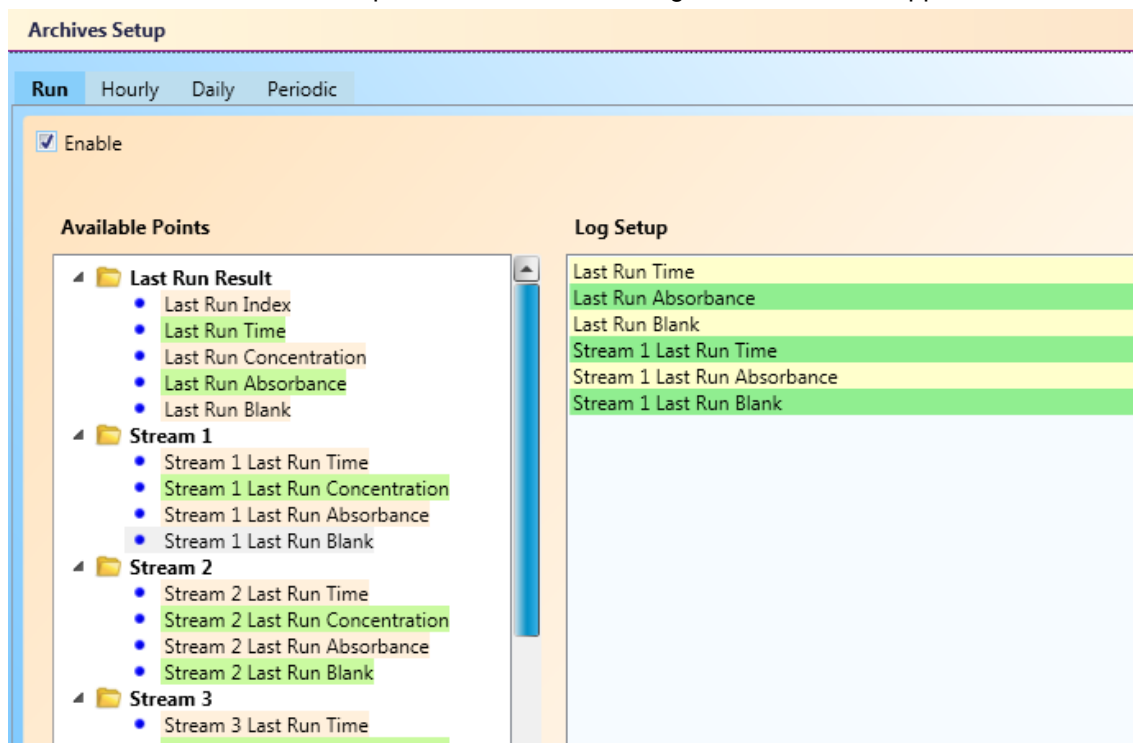 Archives Setup
Run Hourly Daily Periodic
Enable
Available Points
Last Run Result
Last Run Index
Last Run Time
Last Run Concentration
Last Run Absorbance
Last Run Blank
Stream 1
Stream 1 Last Run Time
Stream 1 Last Run Concentration
Stream 1 Last Run Absorbance
Stream 1 Last Run Blank
Stream 2
Stream 2 Last Run Time
Stream 2 Last Run Concentration
Stream 2 Last Run Absorbance
Stream 2 Last Run Blank
Stream 3
Stream 3 Last Run Time
Log Setup
Last Run Time
Last Run Absorbance
Last Run Blank
Stream 1 Last Run Time
Stream 1 Last Run Absorbance
Stream 1 Last Run Blank